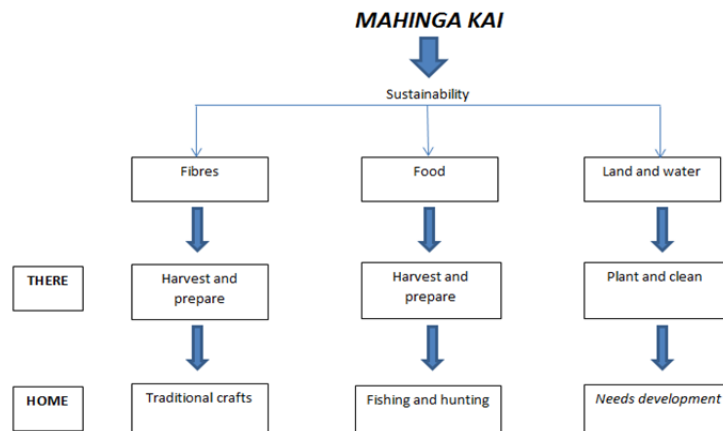 MAHINGA KAI
Sustainability
Fibres
Food
Land and water
THERE
Harvest and
prepare
Harvest and
prepare
Plant and clean
HOME
Traditional crafts
Fishing and hunting
Needs development